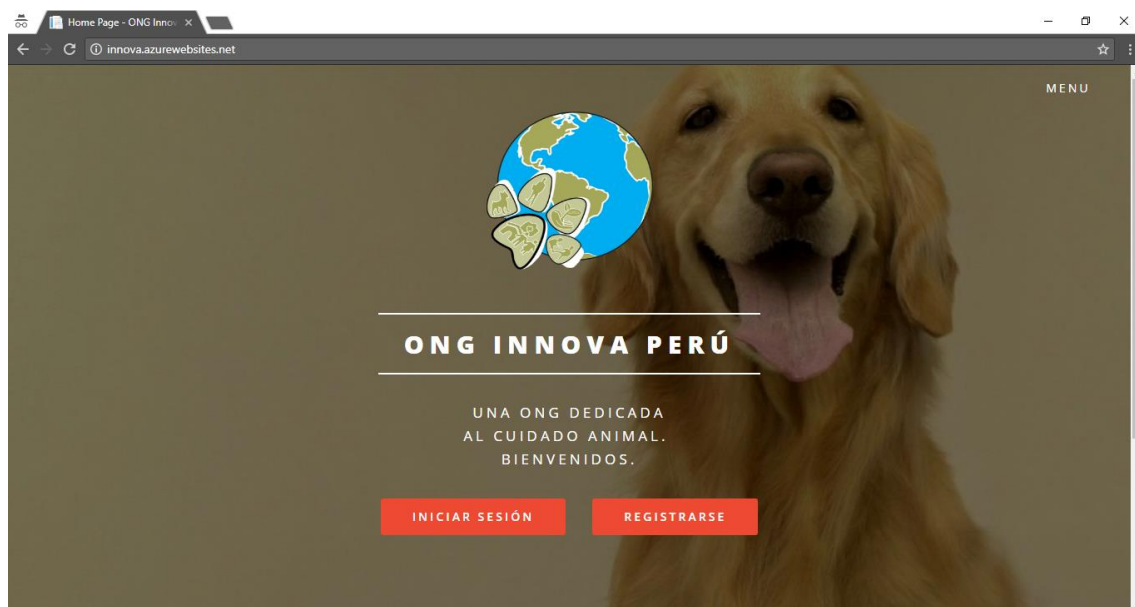 Home Page - ONG Innov
innova.azurewebsites.net
MENU
ONG INNOVA PERÚ
UNA ONG DEDICADA
AL CUIDADO ANIMAL.
BIENVENIDOS.
INICIAR SESIÓN REGISTRARSE